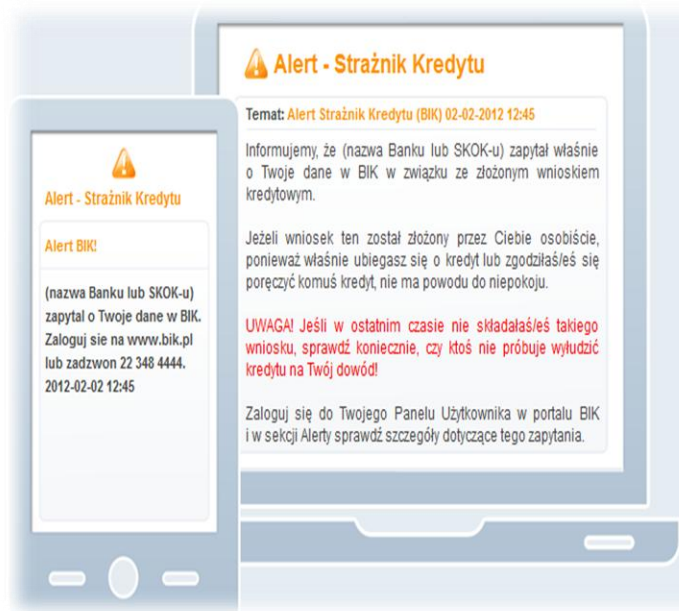 Alert - Strażnik Kredytu
Temat: Alert Strażnik Kredytu (BIK) 02-02-2012 12:45
Informujemy, że (nazwa Banku lub SKOK-u) zapytał właśnie
o Twoje dane w BIK w związku ze złożonym wnioskiem
kredytowym.
Jeżeli wniosek ten został złożony przez Ciebie osobiście,
ponieważ właśnie ubiegasz się o kredyt lub zgodziłaś/eś się
poręczyć komuś kredyt, nie ma powodu do niepokoju.
UWAGA! Jeśli w ostatnim czasie nie składałaś/eś takiego
wniosku, sprawdź koniecznie, czy ktoś nie próbuje wyłudzić
kredytu na Twój dowód!
Zaloguj się do Twojego Panelu Użytkownika w portalu BIK
i w sekcji Alerty sprawdź szczegóły dotyczące tego zapytania.
Alert - Strażnik Kredytu
Alert BIK!
(nazwa Banku lub SKOK-u)
zapytal o Twoje dane w BIK.
Zaloguj sie na www.bik.pl
lub zadzwon 22 348 4444.
2012-02-02 12:45